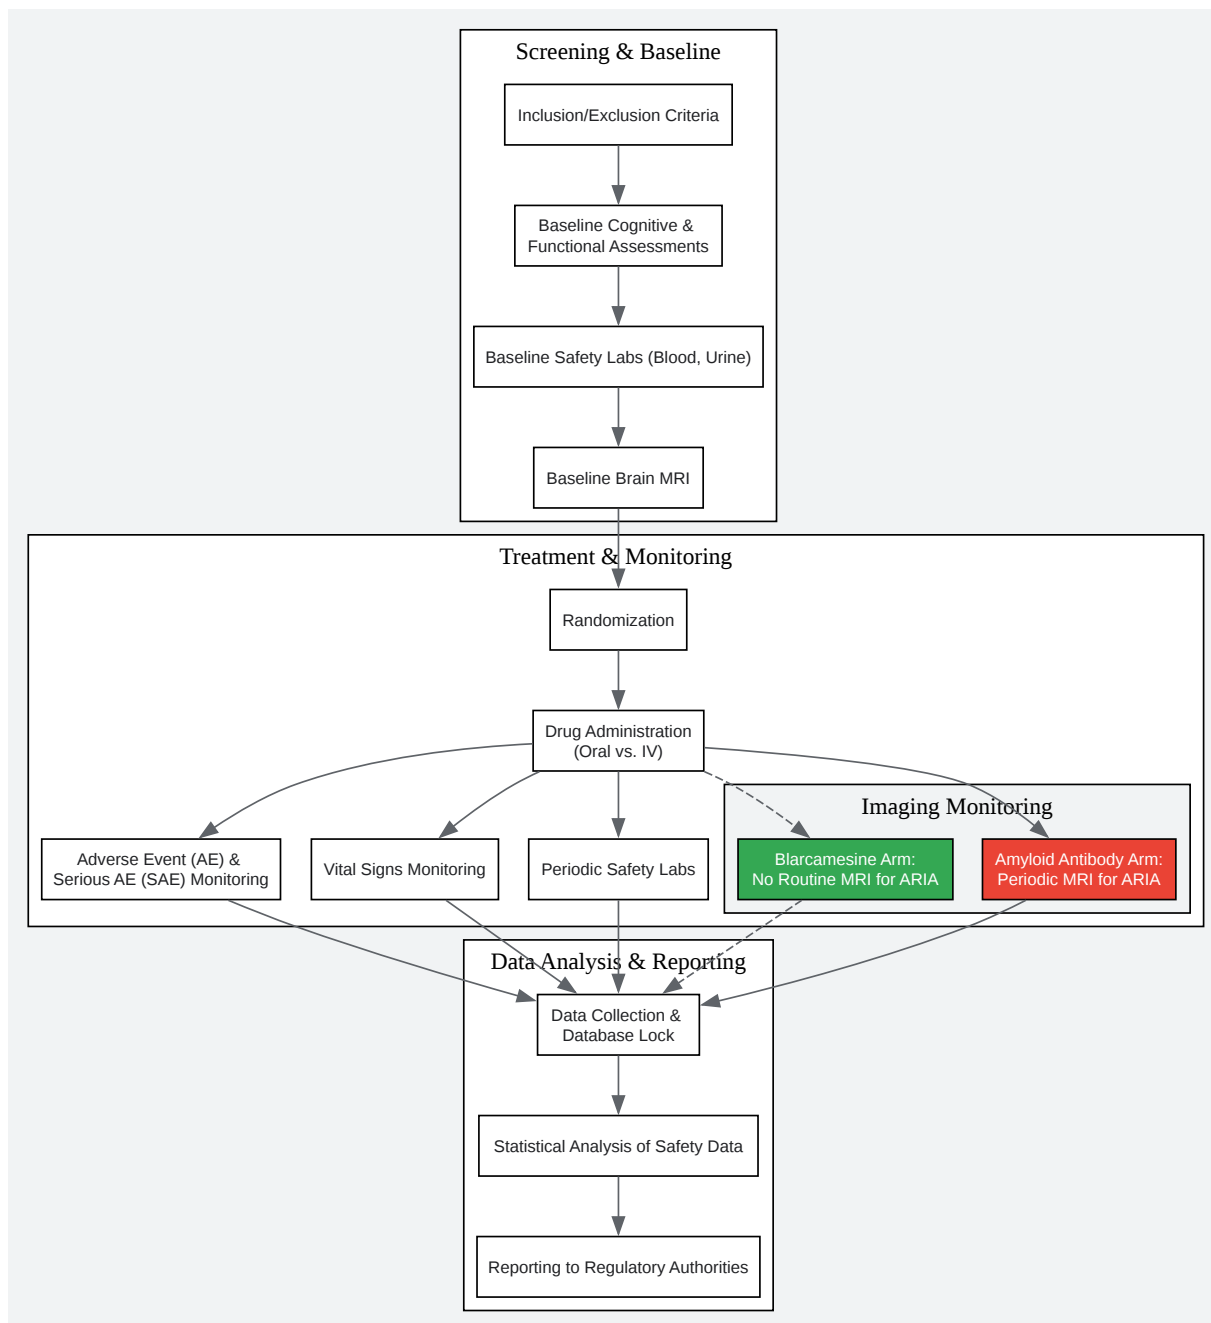 Screening & Baseline
Inclusion/Exclusion Criteria
Baseline Cognitive &
Functional Assessments
Baseline Safety Labs (Blood, Urine)
Baseline Brain MRI
Treatment & Monitoring
Randomization
Drug Administration
(Oral vs. IV)
Imaging Monitoring
Adverse Event (AE) &
Serious AE (SAE) Monitoring
Vital Signs Monitoring
Periodic Safety Labs
Blarcamesine Arm:
No Routine MRI for ARIA
Amyloid Antibody Arm:
Periodic MRI for ARIA
Data Analysis & Reporting
Data Collection &
Database Lock
Statistical Analysis of Safety Data
Reporting to Regulatory Authorities